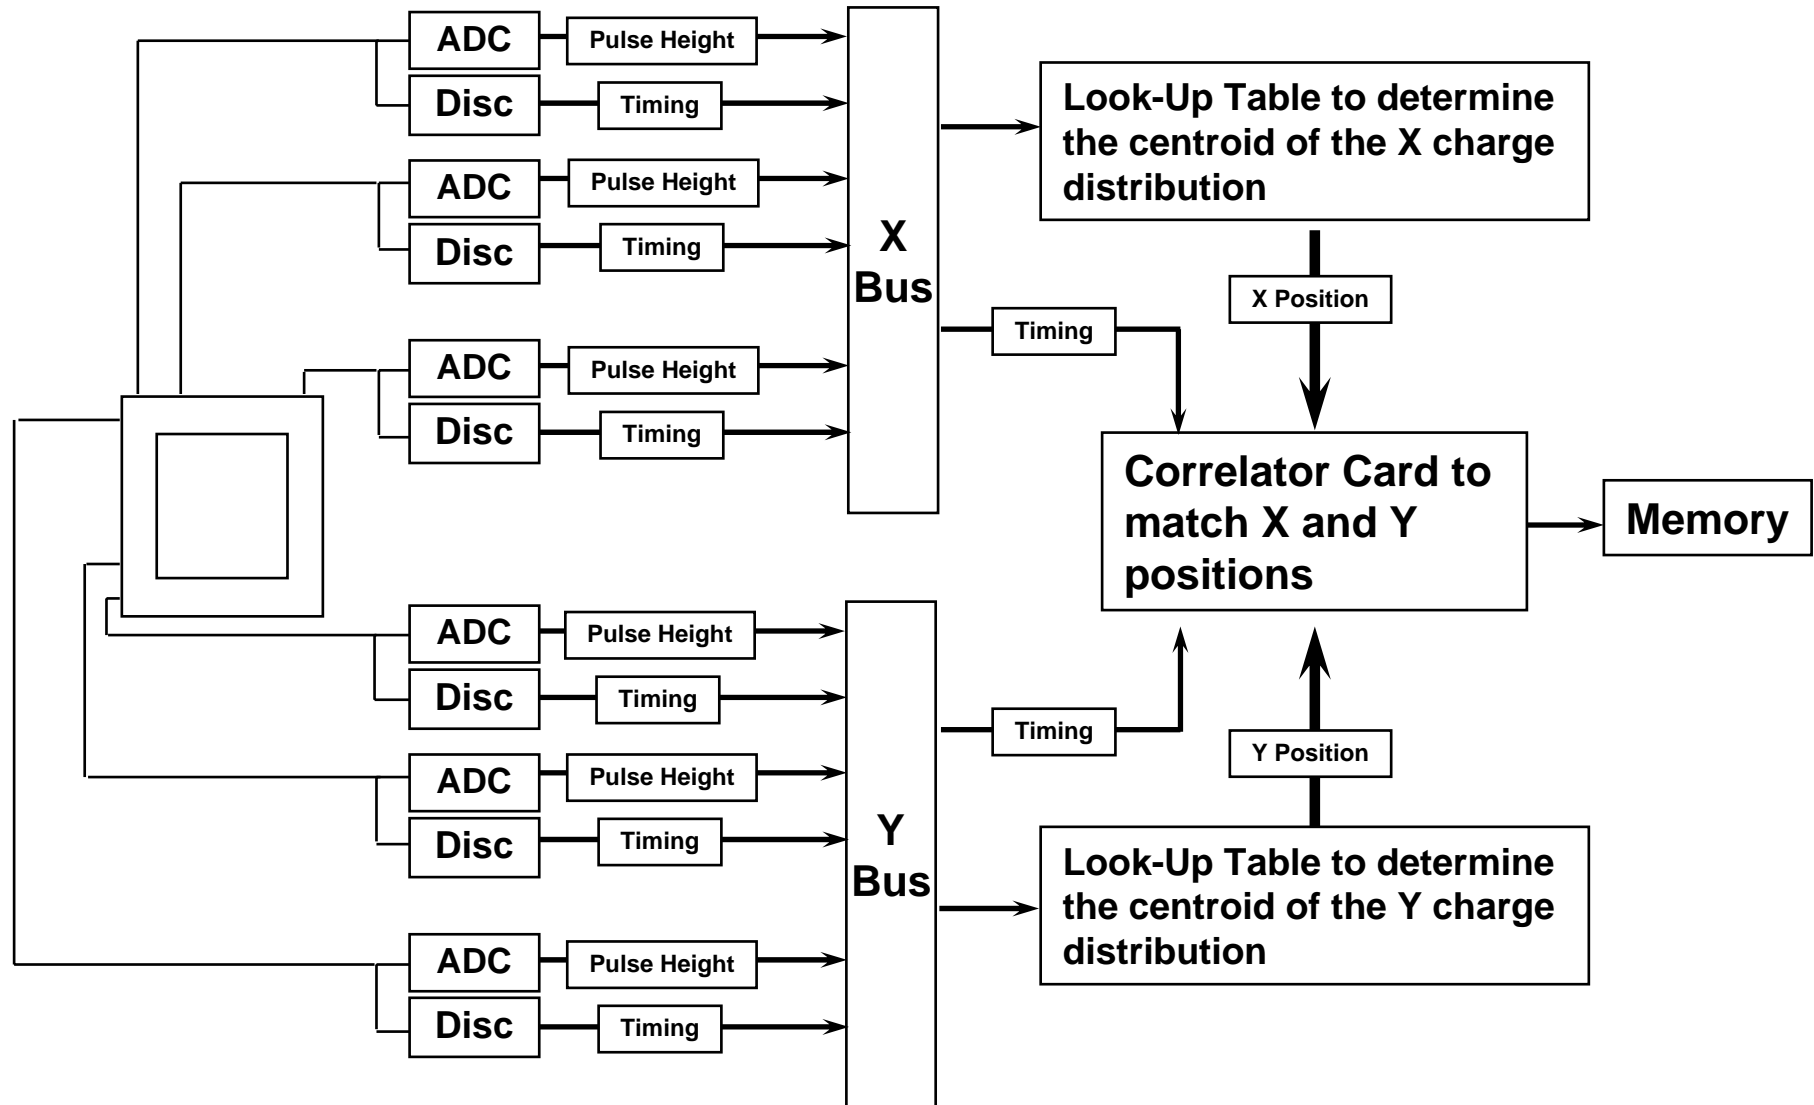 ADC
Pulse Height
Disc
Timing
ADC
Pulse Height
Disc
Timing
ADC
Pulse Height
Disc
Timing
X
Bus
Look-Up Table to determine
the centroid of the X charge
distribution
X Position
Timing
Correlator Card to
match X and Y
positions
Memory
ADC
Pulse Height
Disc
Timing
ADC
Pulse Height
Disc
Timing
ADC
Pulse Height
Disc
Timing
Y
Bus
Timing
Y Position
Look-Up Table to determine
the centroid of the Y charge
distribution